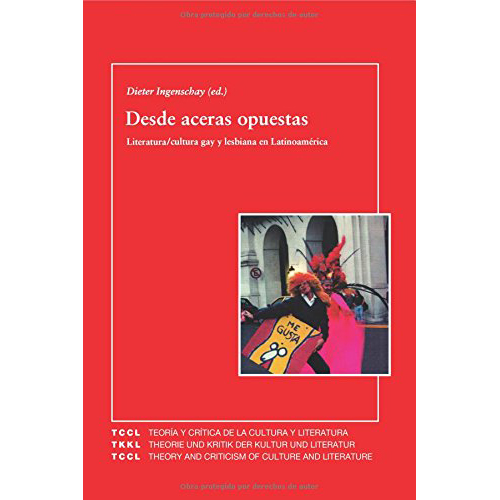 Obra protegida por derechos de autor
Dieter Ingenschay (ed.)
Desde aceras opuestas
Literatura/cultura gay y lesbiana en Latinoamérica
ME
GUSTA
TCCL TEORÍA Y CRÍTICA DE LA CULTURA Y LITERATURA
TKKL THEORIE UND KRITIK DER KULTUR UND LITERATUR
TCCL THEORY AND CRITICISM OF CULTURE AND LITERATURE
Obra protegida por derechos de autor